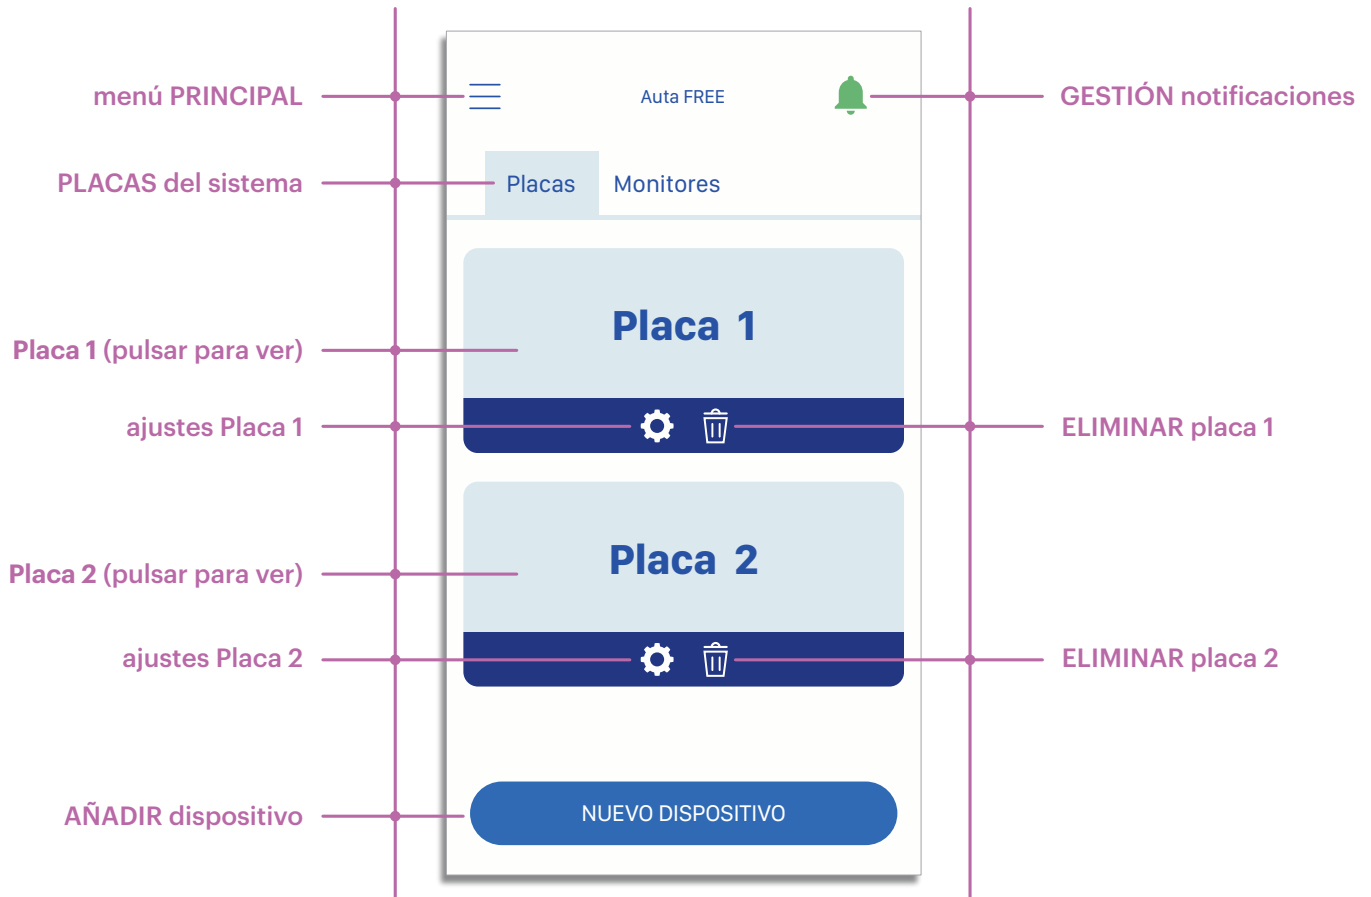 menú PRINCIPAL
Auta FREE
GESTIÓN notificaciones
PLACAS del sistema
Placas
Monitores
Placa 1
Placa 1 (pulsar para ver)
ajustes Placa 1
ELIMINAR placa 1
Placa 2
Placa 2 (pulsar para ver)
ajustes Placa 2
ELIMINAR placa 2
AÑADIR dispositivo
NUEVO DISPOSITIVO